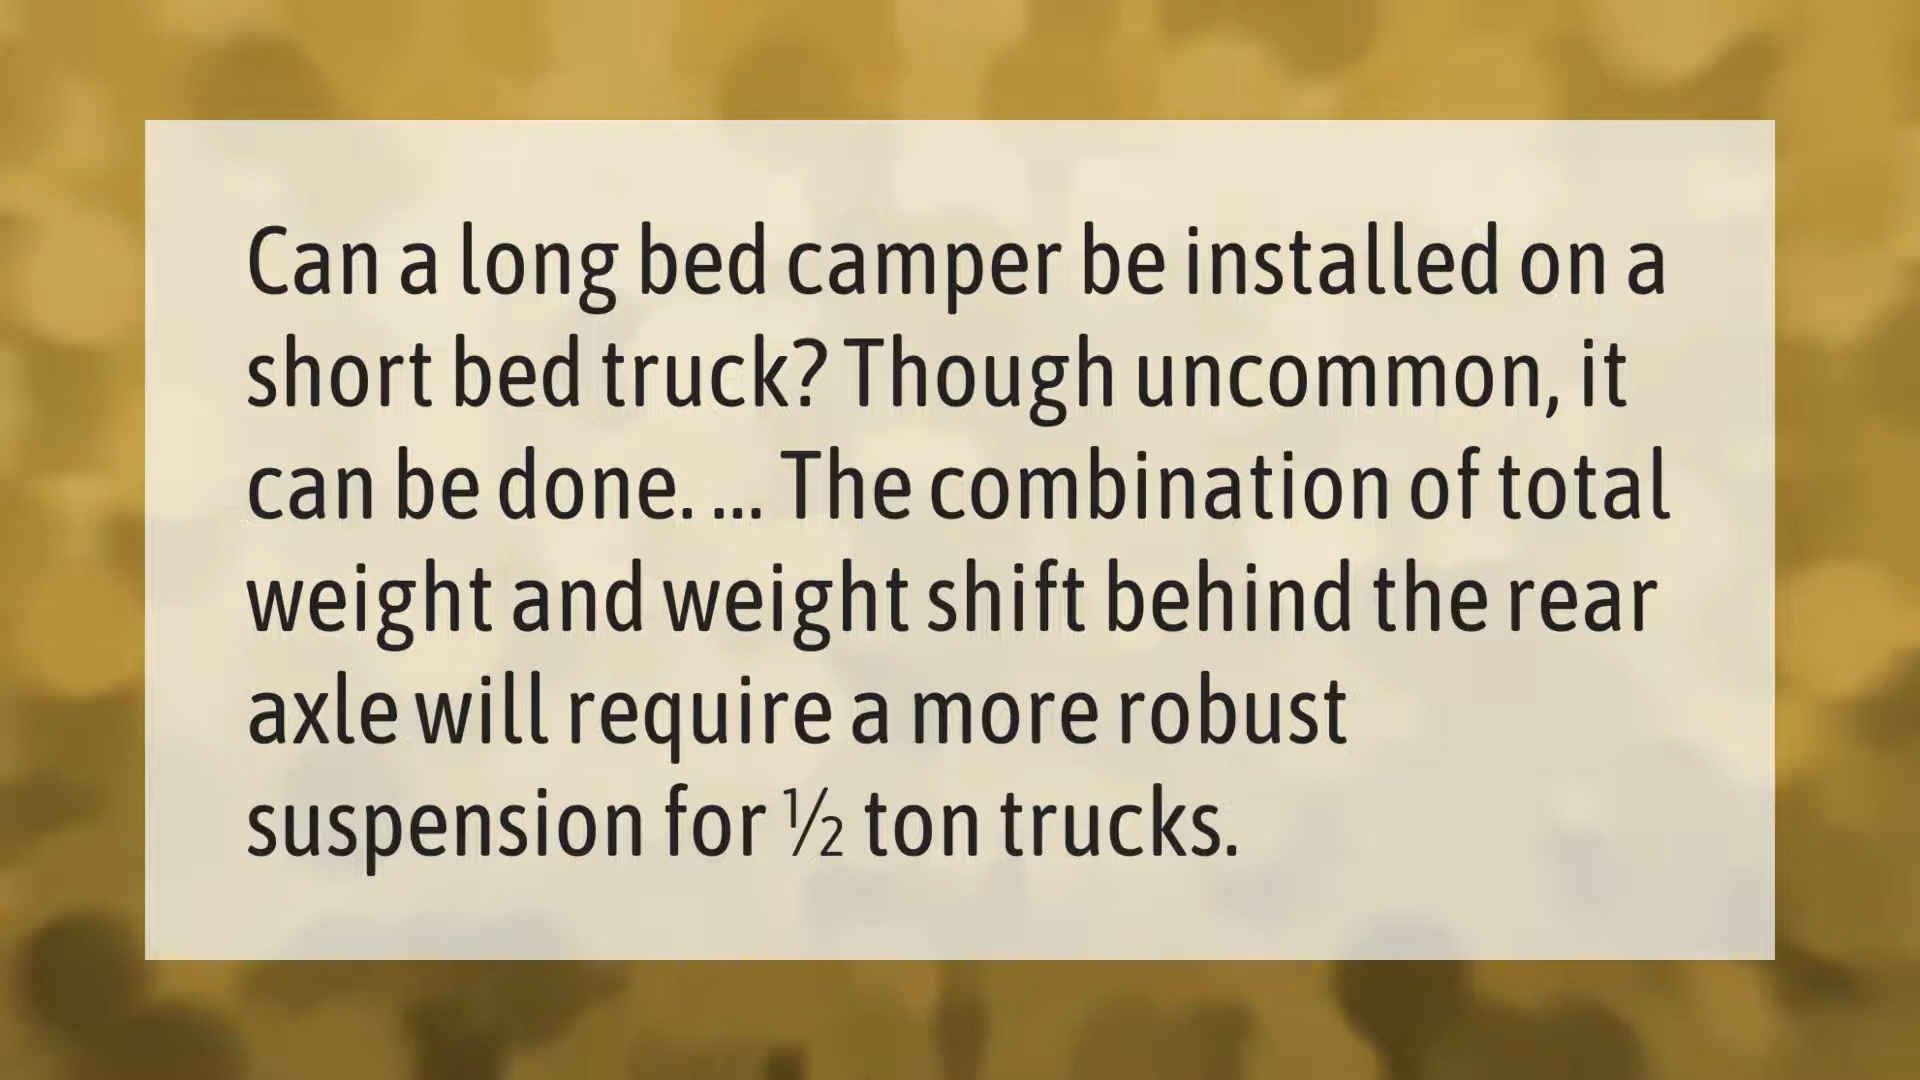 Can a long bed camper be installed on a
short bed truck? Though uncommon, it
can be done. ... The combination of total
weight and weight shift behind the rear
axle will require a more robust
suspension for ½ ton trucks.